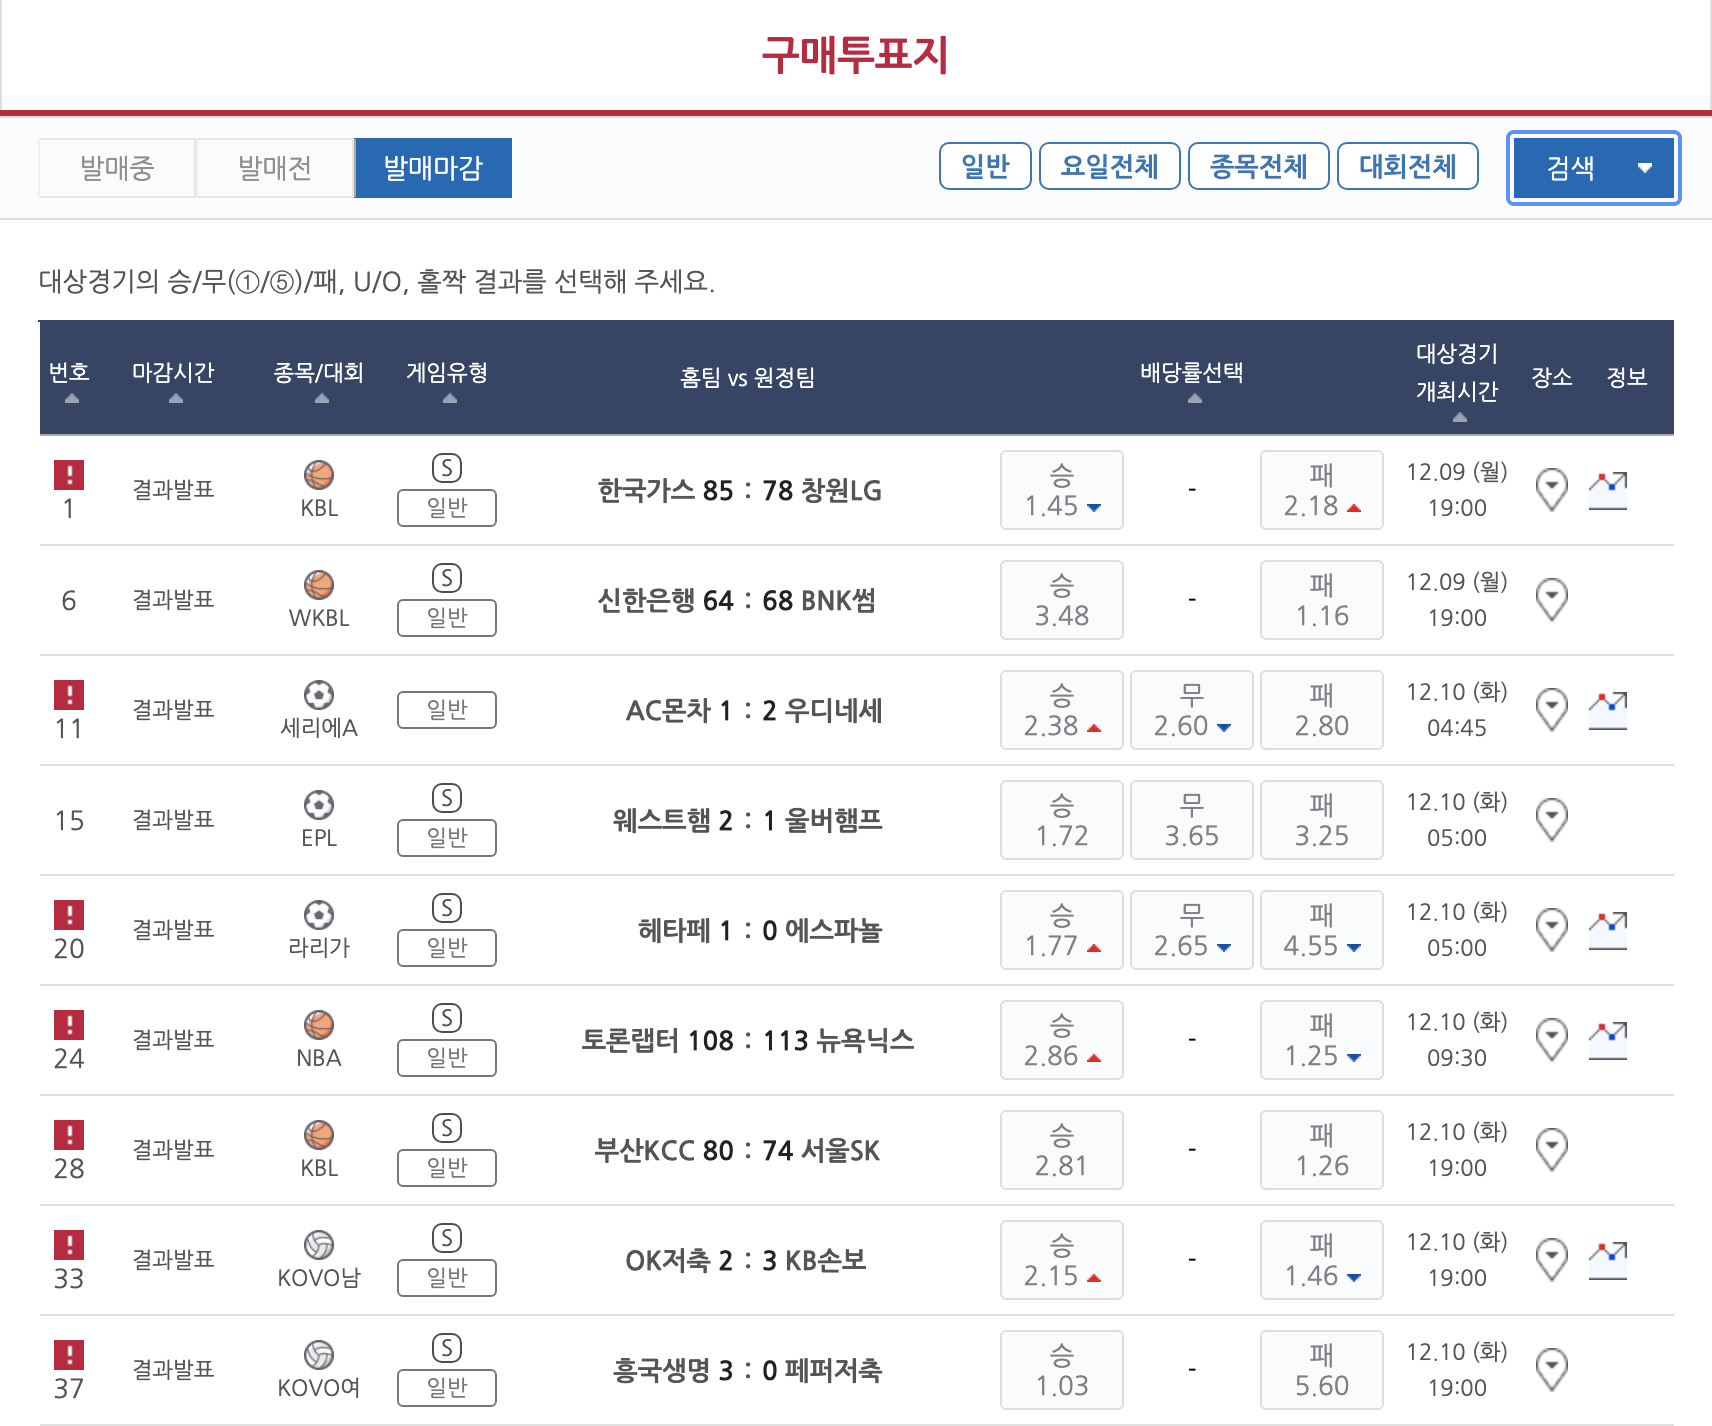 구매투표지
발매중 발매전 발매마감 일반 요일전체 종목전체 대회전체 검색
대상경기의 승/무(①/⑤)/패, U/O, 홀짝 결과를 선택해 주세요.
번호 마감시간 종목/대회 게임유형 홈팀 vs 원정팀 배당률선택 대상경기 개최시간 장소 정보
! 1 결과발표 KBL S 일반 한국가스 85 : 78 창원LG 승 1.45 - 패 2.18 12.09 (월) 19:00
6 결과발표 WKBL S 일반 신한은행 64 : 68 BNK썸 승 3.48 - 패 1.16 12.09 (월) 19:00
! 11 결과발표 세리에A 일반 AC몬차 1 : 2 우디네세 승 2.38 무 2.60 패 2.80 12.10 (화) 04:45
15 결과발표 EPL S 일반 웨스트햄 2 : 1 울버햄프 승 1.72 무 3.65 패 3.25 12.10 (화) 05:00
! 20 결과발표 라리가 S 일반 헤타페 1 : 0 에스파뇰 승 1.77 무 2.65 패 4.55 12.10 (화) 05:00
! 24 결과발표 NBA S 일반 토론랩터 108 : 113 뉴욕닉스 승 2.86 - 패 1.25 12.10 (화) 09:30
! 28 결과발표 KBL S 일반 부산KCC 80 : 74 서울SK 승 2.81 - 패 1.26 12.10 (화) 19:00
! 33 결과발표 KOVO남 S 일반 OK저축 2 : 3 KB손보 승 2.15 - 패 1.46 12.10 (화) 19:00
! 37 결과발표 KOVO여 S 일반 흥국생명 3 : 0 페퍼저축 승 1.03 - 패 5.60 12.10 (화) 19:00